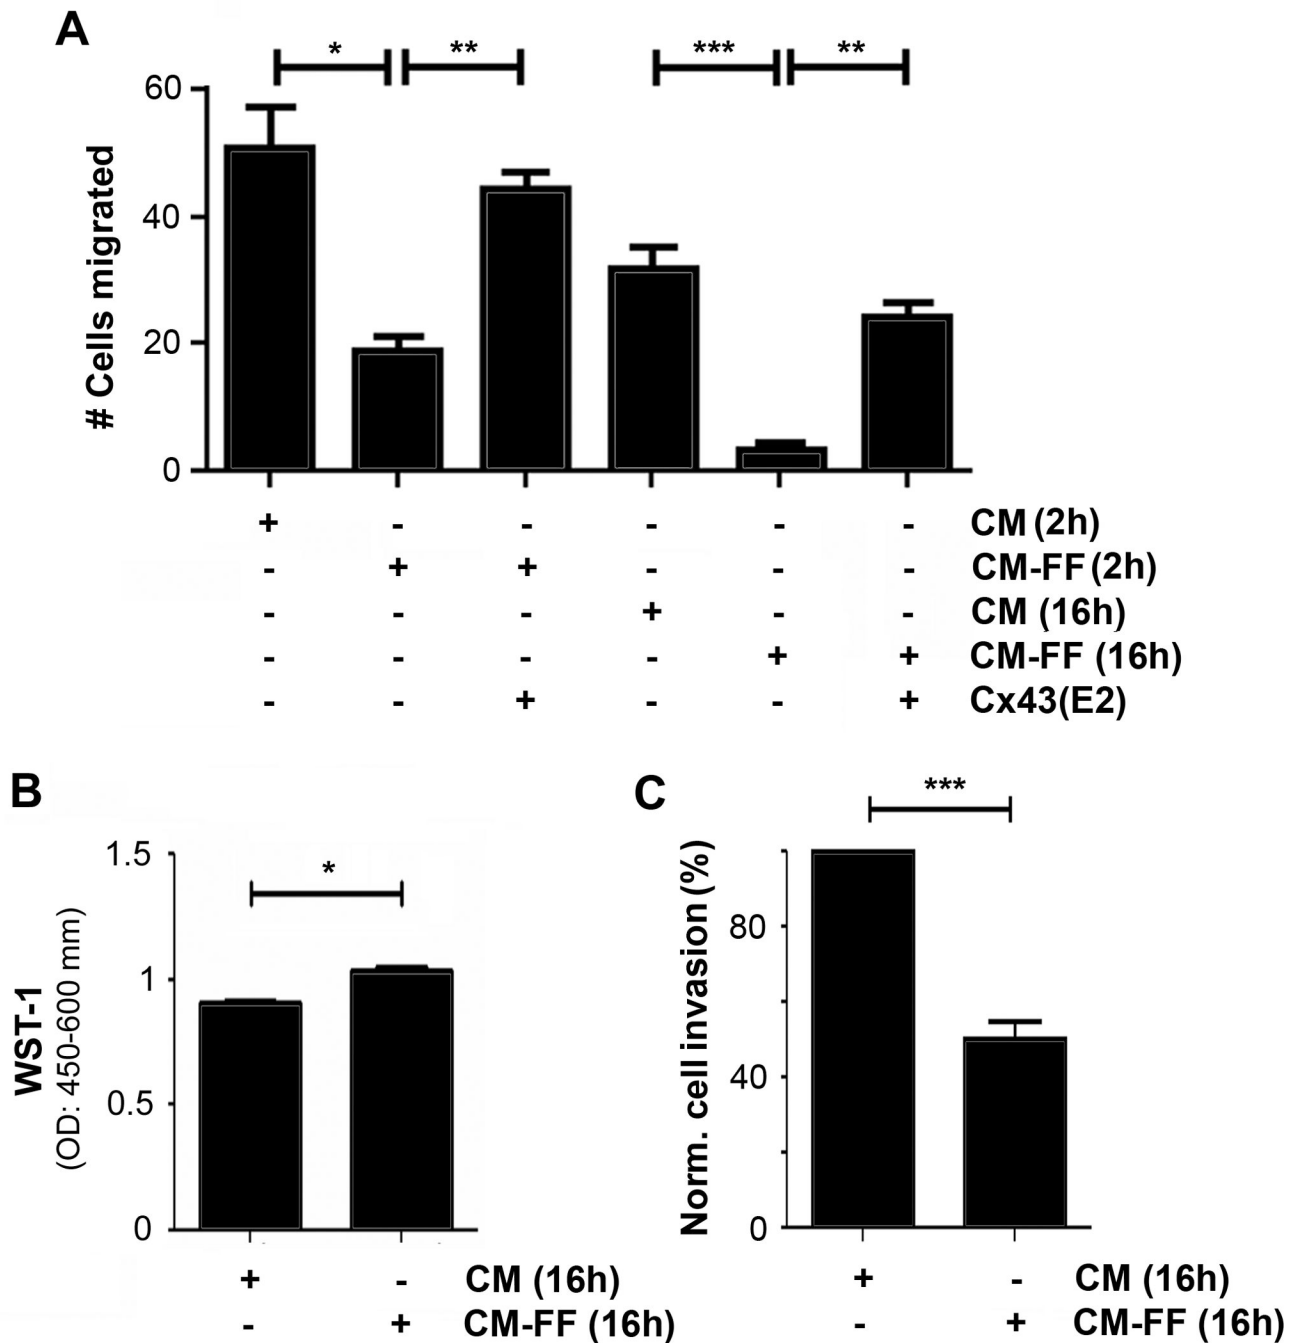 A
* ** *** **
60
40
20
0
# Cells migrated
+ - - - - - CM (2h)
- + + - - - CM-FF (2h)
- - - + - - CM (16h)
- - - - + + CM-FF (16h)
- - + - - + Cx43(E2)
B
*
1.5
1
0.5
0
WST-1
(OD: 450-600 mm)
+ - CM (16h)
- + CM-FF (16h)
C
***
80
40
0
Norm. cell invasion (%)
+ - CM (16h)
- + CM-FF (16h)